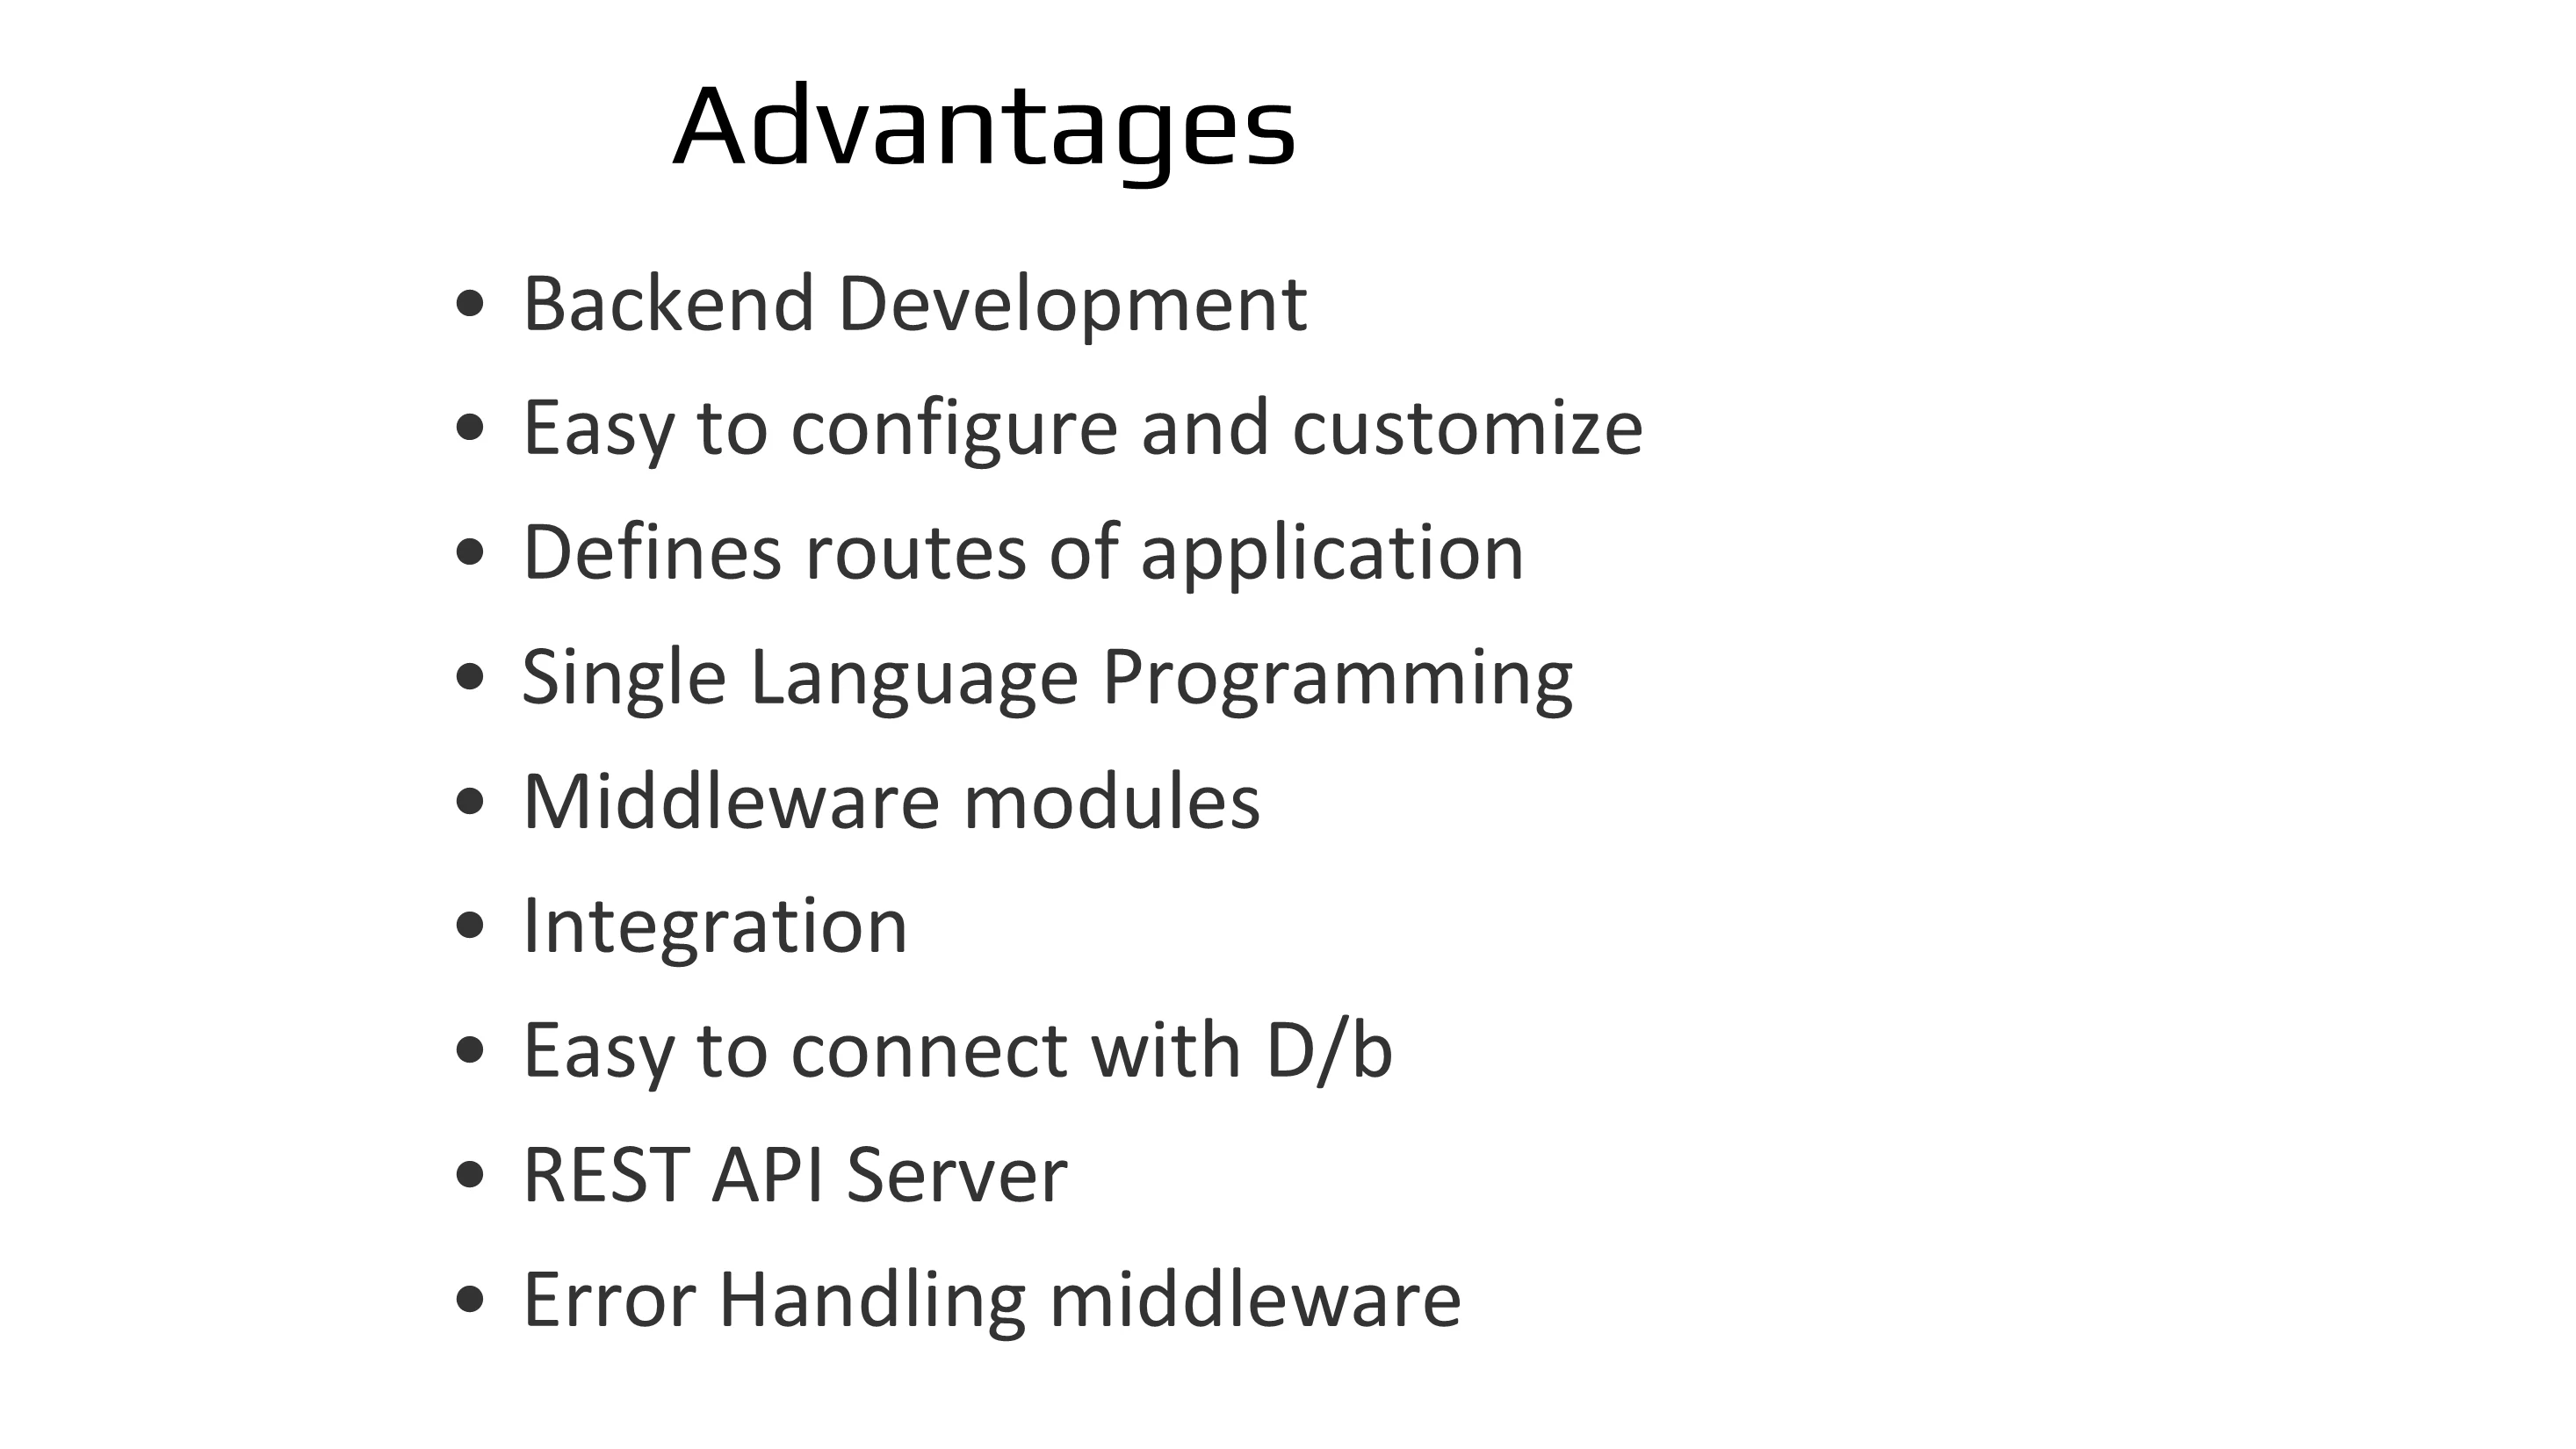 Advantages
• Backend Development
• Easy to configure and customize
• Defines routes of application
• Single Language Programming
• Middleware modules
• Integration
• Easy to connect with D/b
• REST API Server
• Error Handling middleware